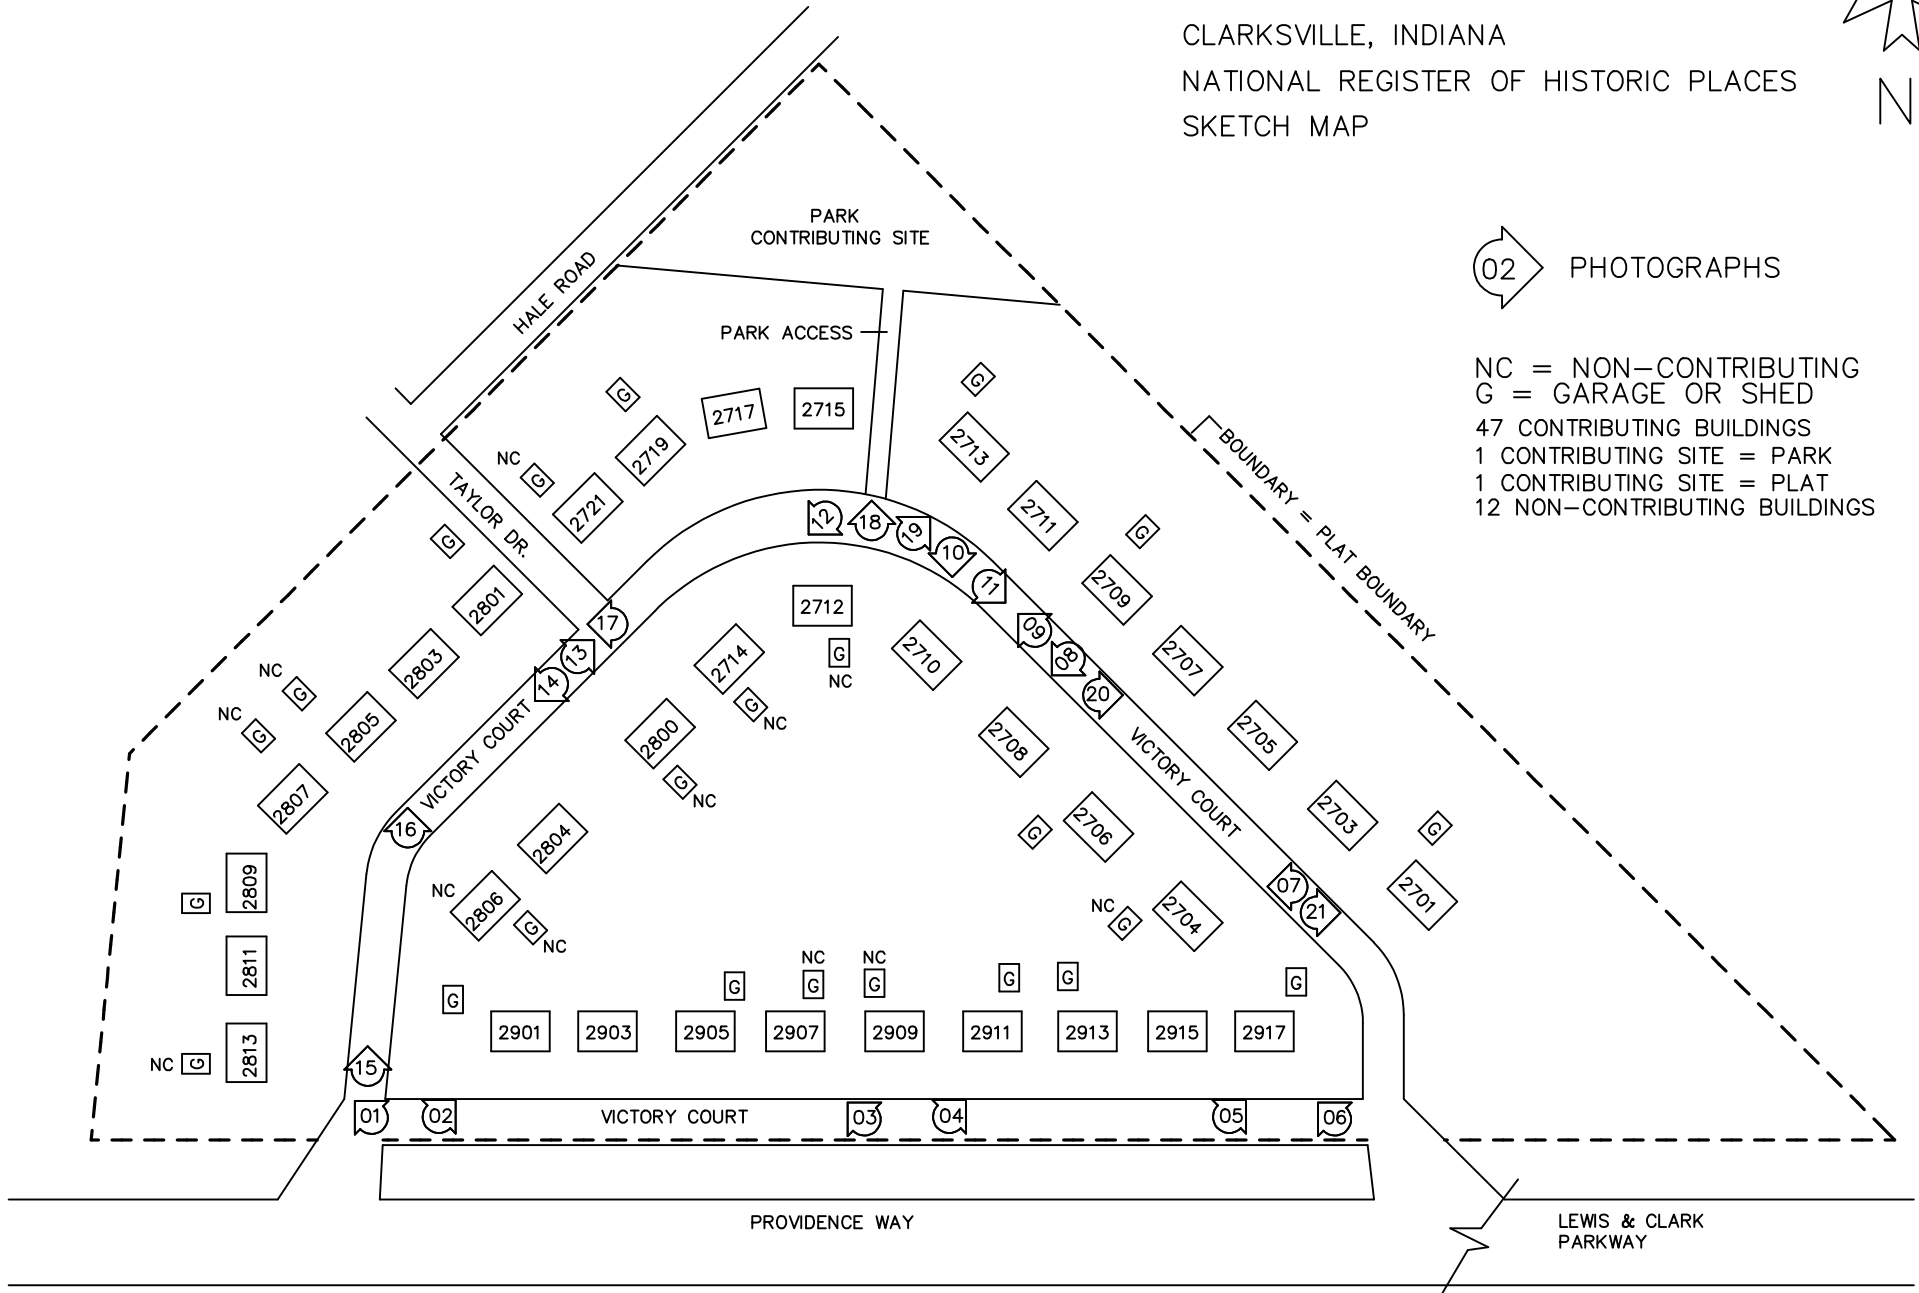 CLARKSVILLE, INDIANA
NATIONAL REGISTER OF HISTORIC PLACES
SKETCH MAP
N
02 PHOTOGRAPHS
NC = NON-CONTRIBUTING
G = GARAGE OR SHED
47 CONTRIBUTING BUILDINGS
1 CONTRIBUTING SITE = PARK
1 CONTRIBUTING SITE = PLAT
12 NON-CONTRIBUTING BUILDINGS
PARK
CONTRIBUTING SITE
HALE ROAD
PARK ACCESS
BOUNDARY = PLAT BOUNDARY
TAYLOR DR.
G
2719
2717
2715
NC
G
2721
G
2713
2711
G
2709
2707
2705
2703
G
2701
G
2801
2803
NC
G
NC
G
2805
2807
G
2809
2811
NC
G
2813
12
18
19
10
11
09
08
20
VICTORY COURT
07
21
17
13
14
VICTORY COURT
16
15
2712
G
NC
2714
G
NC
2710
2800
G
NC
2708
2804
G
2706
NC
2806
G
NC
NC
G
2704
G
G
NC
G
NC
G
G
G
G
2901
2903
2905
2907
2909
2911
2913
2915
2917
01
02
VICTORY COURT
03
04
05
06
PROVIDENCE WAY
LEWIS & CLARK
PARKWAY